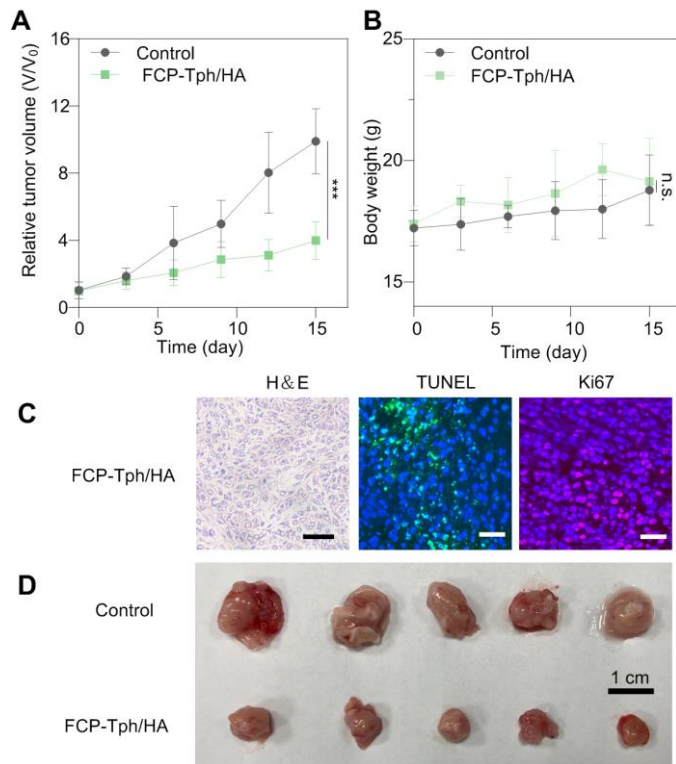 A
Relative tumor volume (V/V0)
16
12
8
4
0
Control
FCP-Tph/HA
***
0
5
10
15
Time (day)
B
Body weight (g)
25
20
15
Control
FCP-Tph/HA
n.s.
0
5
10
15
Time (day)
H&E
TUNEL
Ki67
C
FCP-Tph/HA
D
Control
1 cm
FCP-Tph/HA